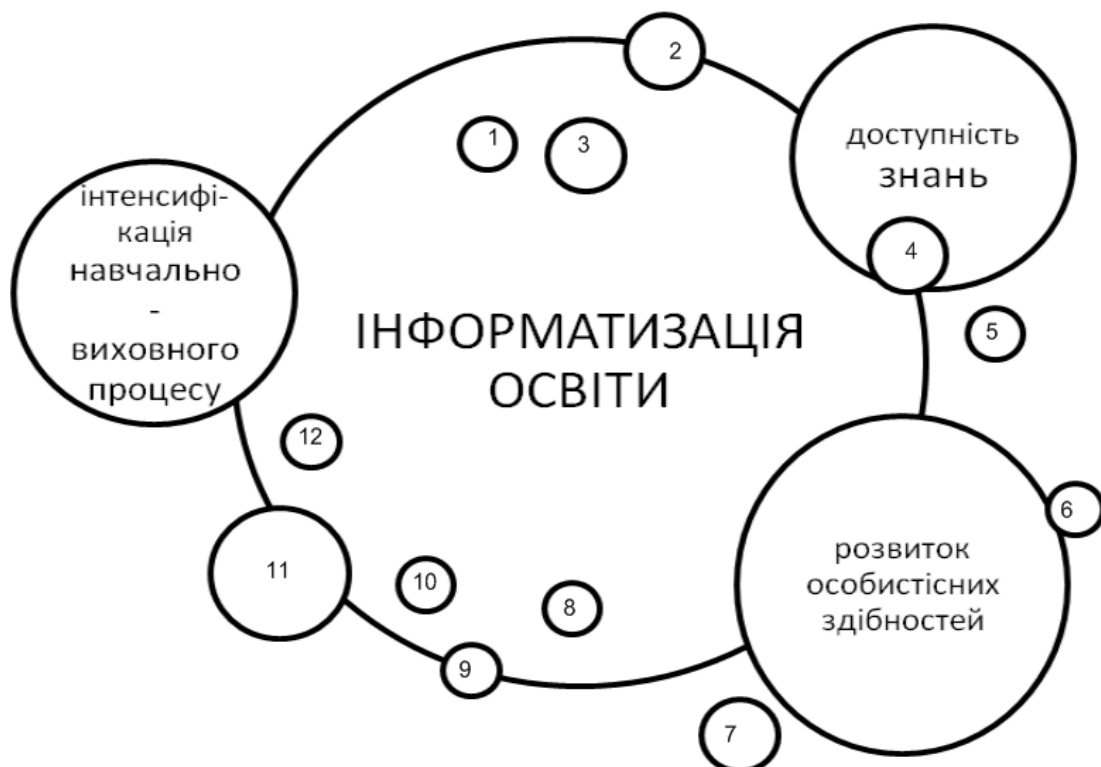 2
1
3
доступність
знань
інтенсифі-
кація
навчально
-
виховного
процесу
4
5
ІНФОРМАТИЗАЦІЯ
ОСВІТИ
12
6
розвиток
особистісних
здібностей
11
10
8
9
7